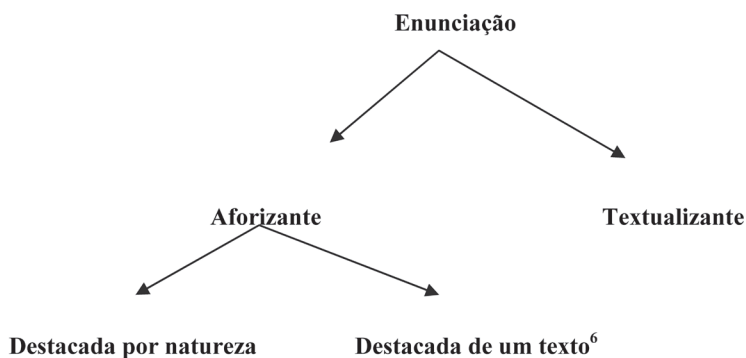 Enunciação
Aforizante Textualizante
Destacada por natureza Destacada de um texto⁶